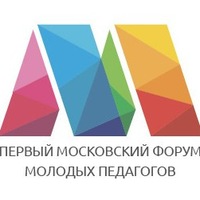 ПЕРВЫЙ МОСКОВСКИЙ ФОРУМ
МОЛОДЫХ ПЕДАГОГОВ